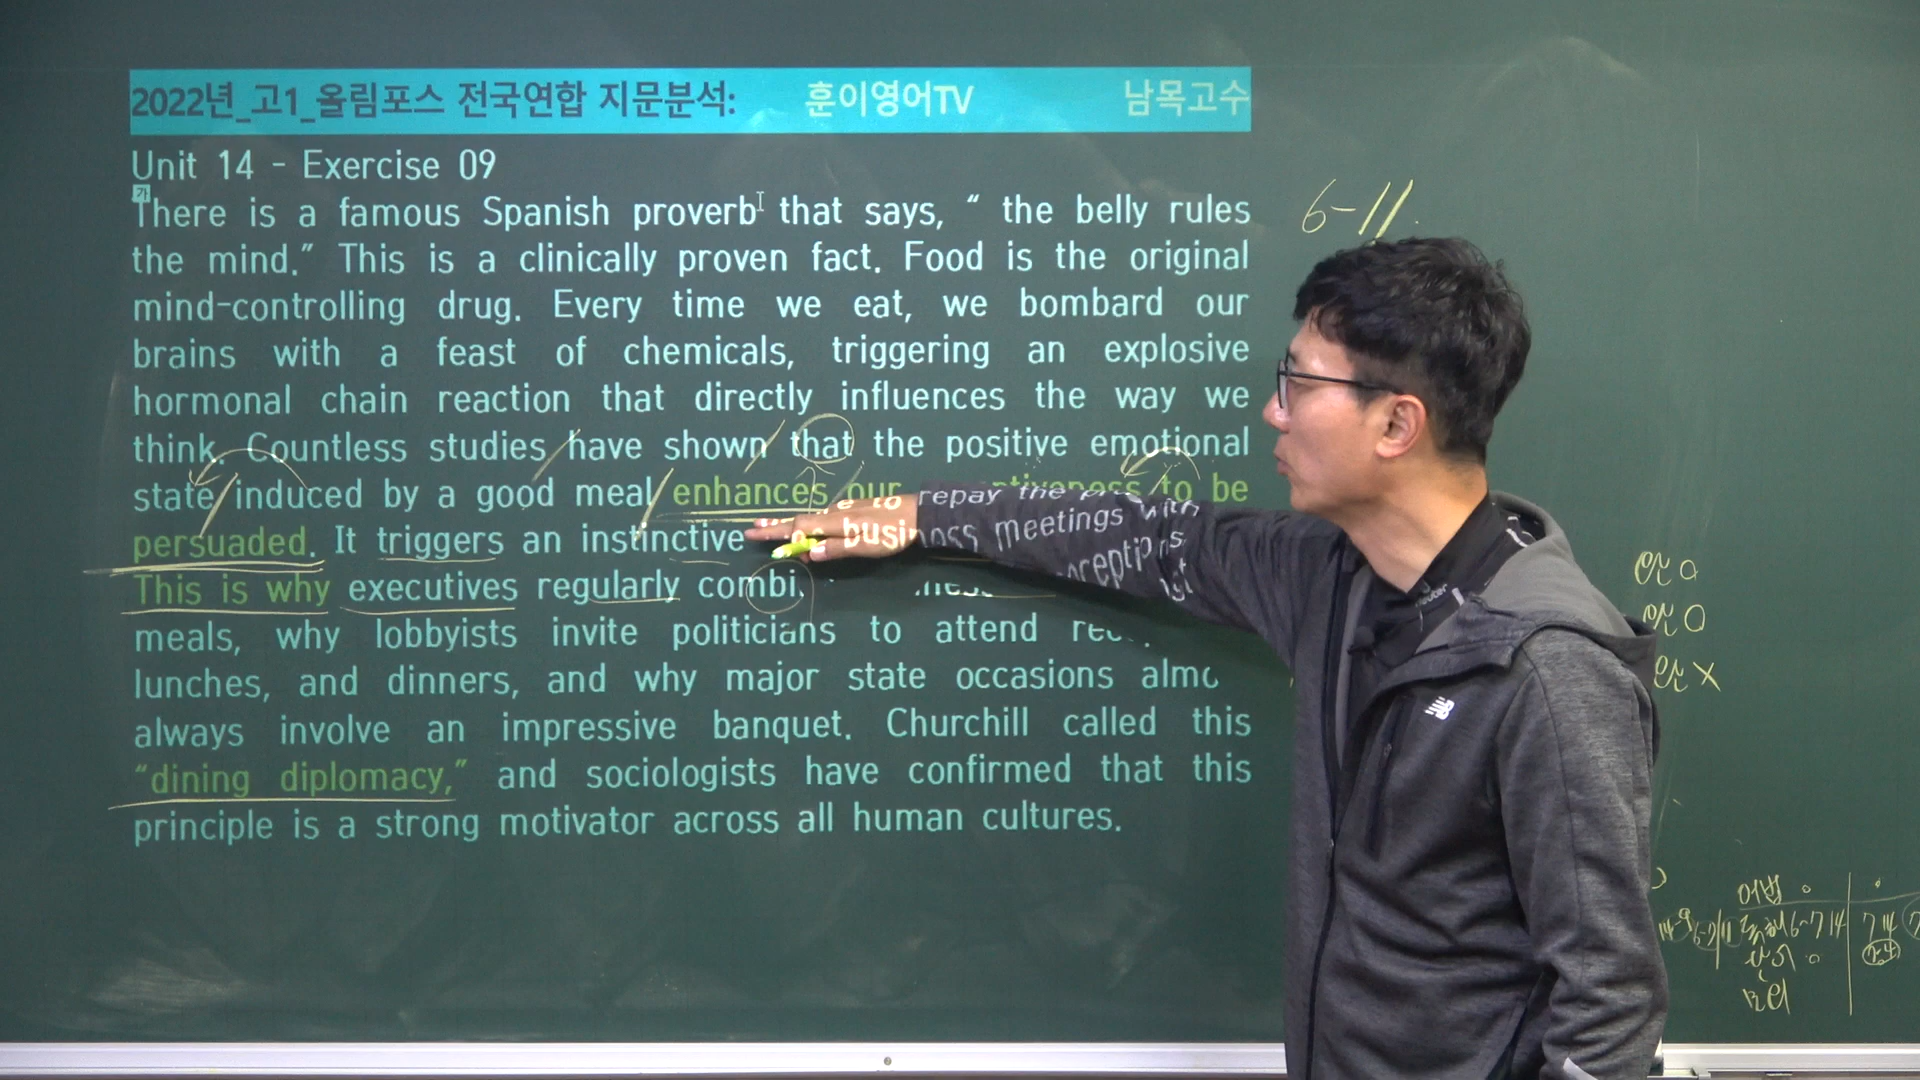 2022년_고1_올림포스 전국연합 지문분석: 훈이영어TV 남목고수
Unit 14 - Exercise 09
There is a famous Spanish proverb that says, “ the belly rules
the mind.” This is a clinically proven fact. Food is the original
mind-controlling drug. Every time we eat, we bombard our
brains with a feast of chemicals, triggering an explosive
hormonal chain reaction that directly influences the way we
think. Countless studies have shown that the positive emotional
state induced by a good meal enhances our to be
persuaded. It triggers an instinctive to repay the
This is why executives regularly business meetings with
meals, why lobbyists invite politicians to attend
lunches, and dinners, and why major state occasions
always involve an impressive banquet. Churchill called this
“dining diplomacy,” and sociologists have confirmed that this
principle is a strong motivator across all human cultures.
6-11
어법